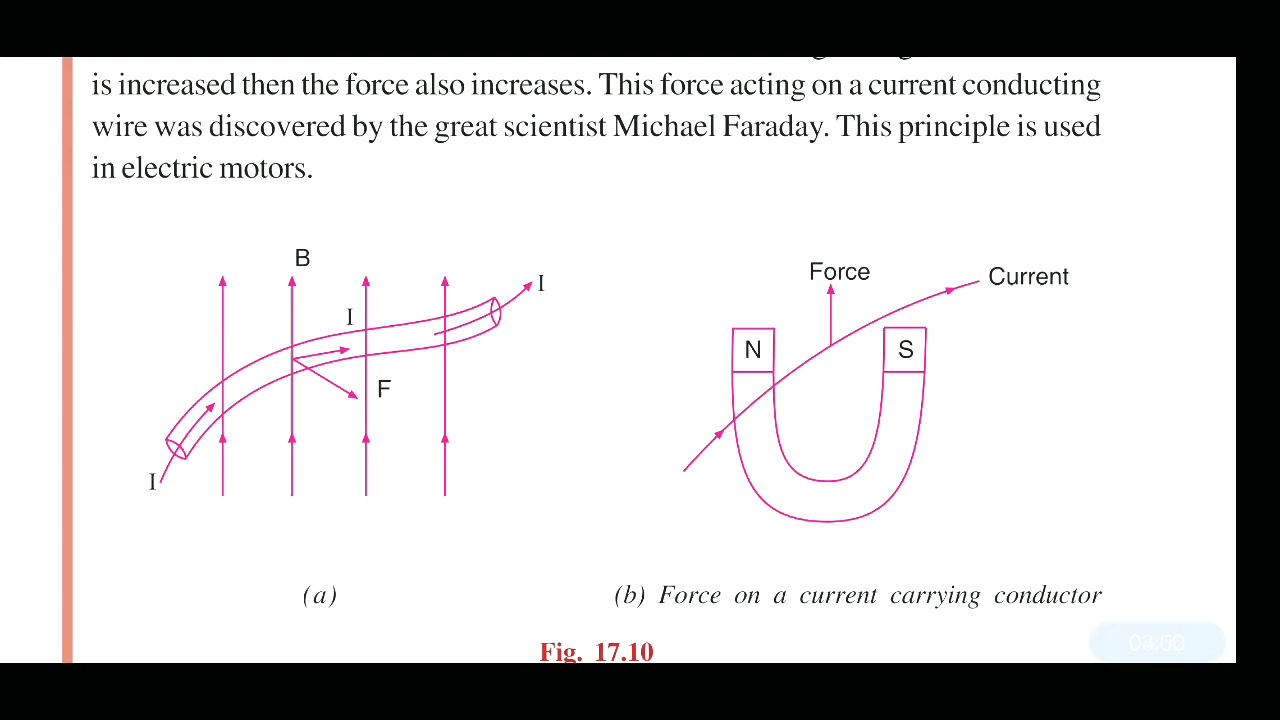 is increased then the force also increases. This force acting on a current conducting
wire was discovered by the great scientist Michael Faraday. This principle is used
in electric motors.
B
I
I
F
I
Force
Current
N
S
(a)
(b) Force on a current carrying conductor
Fig. 17.10